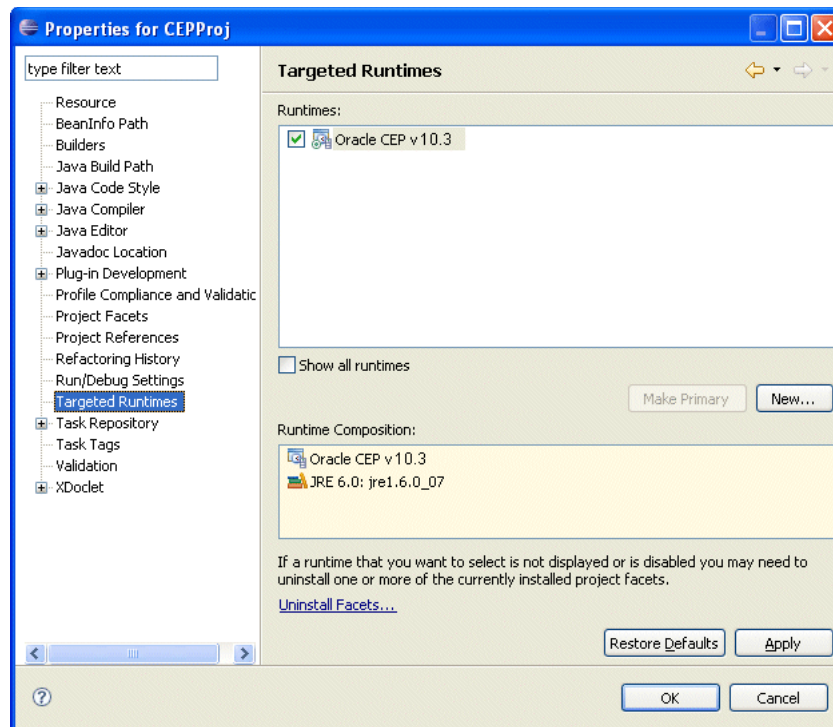 Properties for CEPProj
type filter text
Resource
BeanInfo Path
Builders
Java Build Path
Java Code Style
Java Compiler
Java Editor
Javadoc Location
Plug-in Development
Profile Compliance and Validatic
Project Facets
Project References
Refactoring History
Run/Debug Settings
Targeted Runtimes
Task Repository
Task Tags
Validation
XDoclet
Targeted Runtimes
Runtimes:
Oracle CEP v10.3
Show all runtimes
Make Primary
New...
Runtime Composition:
Oracle CEP v10.3
JRE 6.0: jre1.6.0_07
If a runtime that you want to select is not displayed or is disabled you may need to
uninstall one or more of the currently installed project facets.
Uninstall Facets...
Restore Defaults
Apply
OK
Cancel